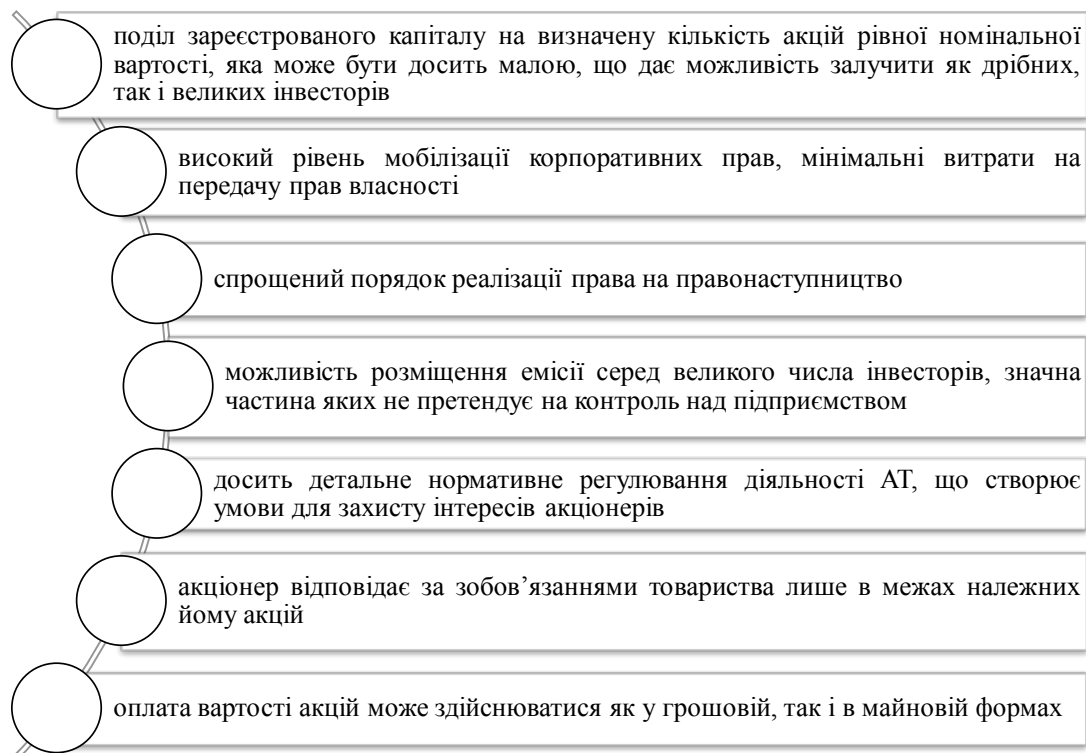 поділ зареєстрованого капіталу на визначену кількість акцій рівної номінальної
вартості, яка може бути досить малою, що дає можливість залучити як дрібних,
так і великих інвесторів
високий рівень мобілізації корпоративних прав, мінімальні витрати на
передачу прав власності
спрощений порядок реалізації права на правонаступництво
можливість розміщення емісії серед великого числа інвесторів, значна
частина яких не претендує на контроль над підприємством
досить детальне нормативне регулювання діяльності АТ, що створює
умови для захисту інтересів акціонерів
акціонер відповідає за зобов’язаннями товариства лише в межах належних
йому акцій
оплата вартості акцій може здійснюватися як у грошовій, так і в майновій формах